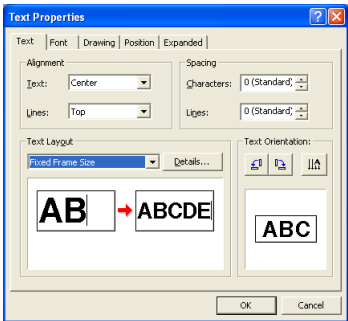 Text Properties
Text Font Drawing Position Expanded
Alignment
Text: Center
Lines: Top
Spacing
Characters: 0 (Standard)
Lines: 0 (Standard)
Text Layout
Fixed Frame Size Details...
AB ABCDE
Text Orientation:
ABC
OK Cancel